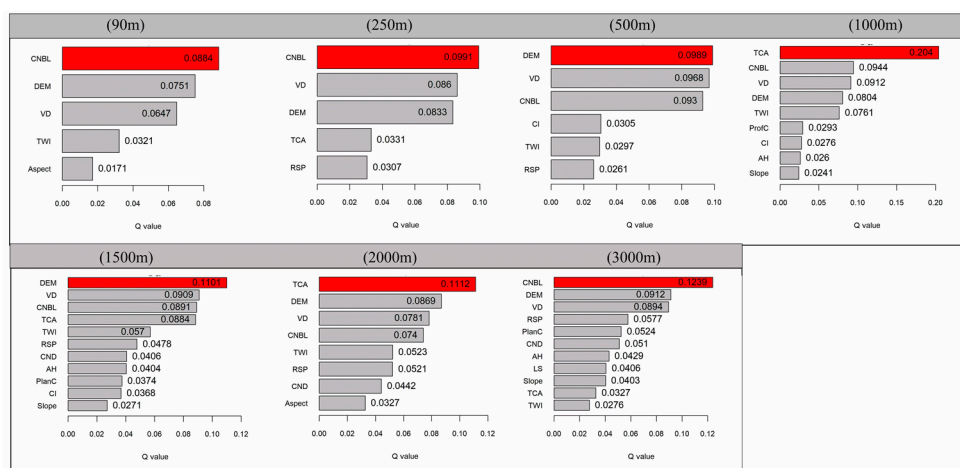 (90m) (250m) (500m) (1000m)
CNBL 0.0884
DEM 0.0751
VD 0.0647
TWI 0.0321
Aspect 0.0171
0.00 0.02 0.04 0.06 0.08
Q value
CNBL 0.0991
VD 0.086
DEM 0.0833
TCA 0.0331
RSP 0.0307
0.00 0.02 0.04 0.06 0.08 0.10
Q value
DEM 0.0989
VD 0.0968
CNBL 0.093
CI 0.0305
TWI 0.0297
RSP 0.0261
0.00 0.02 0.04 0.06 0.08 0.10
Q value
TCA 0.204
CNBL 0.0944
VD 0.0912
DEM 0.0804
TWI 0.0761
ProfC 0.0293
CI 0.0276
AH 0.026
Slope 0.0241
0.00 0.05 0.10 0.15 0.20
Q value
(1500m) (2000m) (3000m)
DEM 0.1101
VD 0.0909
CNBL 0.0891
TCA 0.0884
TWI 0.057
RSP 0.0478
CND 0.0406
AH 0.0404
PlanC 0.0374
CI 0.0368
Slope 0.0271
0.00 0.02 0.04 0.06 0.08 0.10 0.12
Q value
TCA 0.1112
DEM 0.0869
VD 0.0781
CNBL 0.074
TWI 0.0523
RSP 0.0521
CND 0.0442
Aspect 0.0327
0.00 0.02 0.04 0.06 0.08 0.10
Q value
CNBL 0.1239
DEM 0.0912
VD 0.0894
RSP 0.0577
PlanC 0.0524
CND 0.051
AH 0.0429
LS 0.0406
Slope 0.0403
TCA 0.0327
TWI 0.0276
0.00 0.02 0.04 0.06 0.08 0.10 0.12
Q value